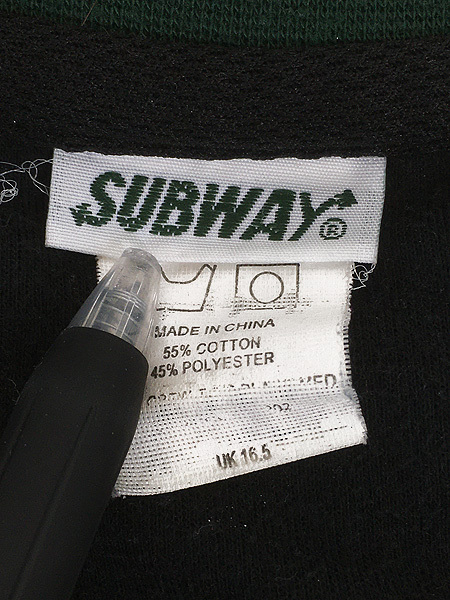 SUBWAY®
MADE IN CHINA
55% COTTON
45% POLYESTER
UK 16.5